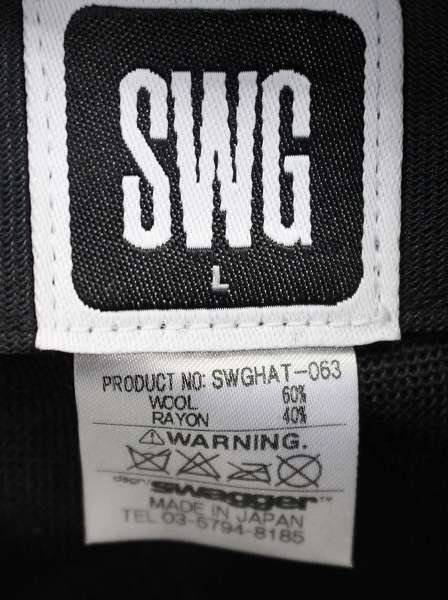 SWG
L
PRODUCT NO: SWGHAT-063
WOOL 60%
RAYON 40%
WARNING.
swagger
MADE IN JAPAN
TEL 03-5794-8185